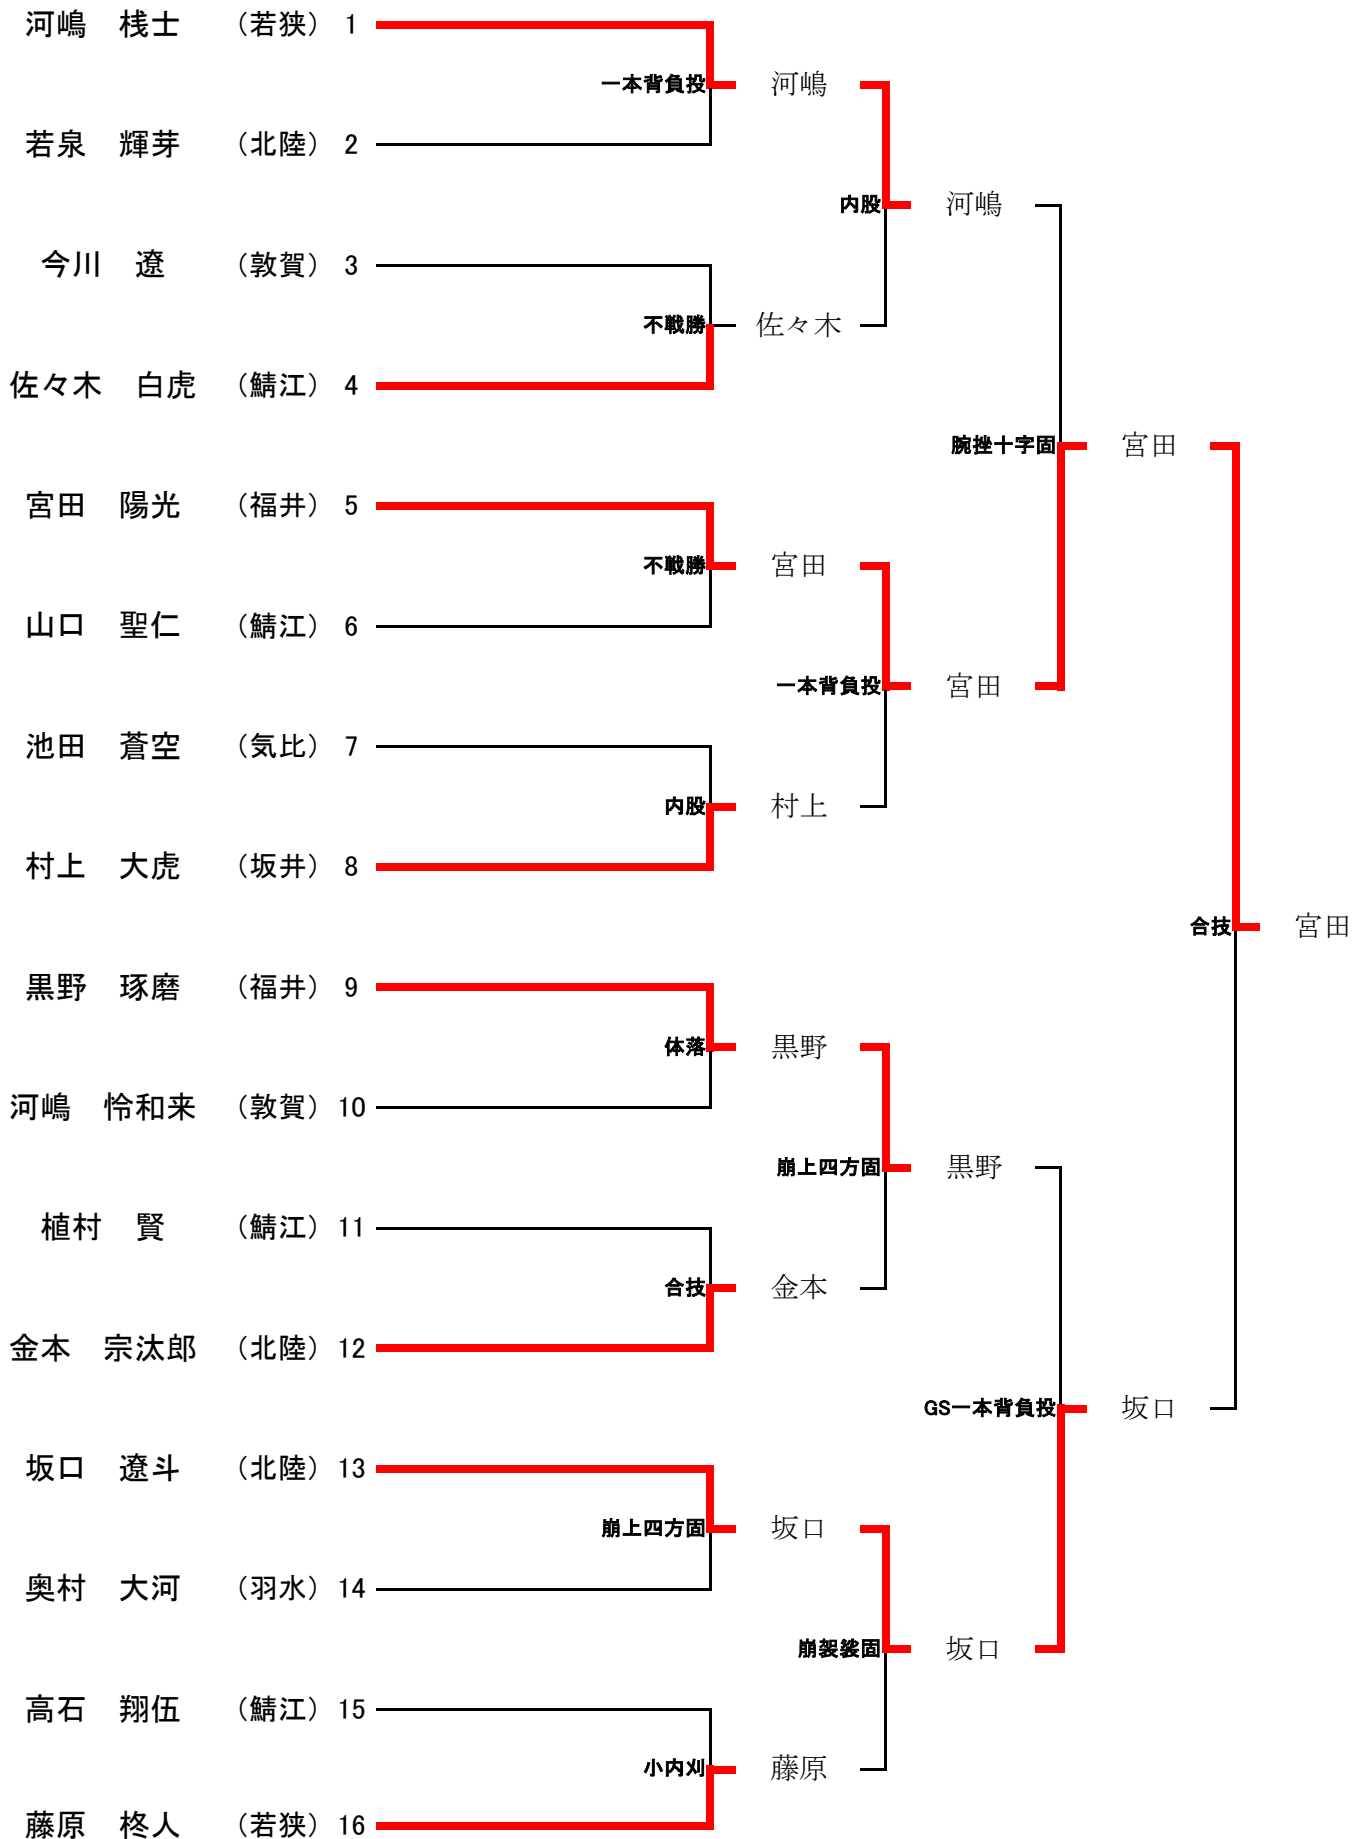 河嶋　桟士　（若狭）　1
一本背負投　河嶋
若泉　輝芽　（北陸）　2
内股　河嶋
今川　遼　（敦賀）　3
不戦勝　佐々木
佐々木　白虎　（鯖江）　4
腕挫十字固　宮田
宮田　陽光　（福井）　5
不戦勝　宮田
山口　聖仁　（鯖江）　6
一本背負投　宮田
池田　蒼空　（気比）　7
内股　村上
村上　大虎　（坂井）　8
合技　宮田
黒野　琢磨　（福井）　9
体落　黒野
河嶋　怜和来　（敦賀）　10
崩上四方固　黒野
植村　賢　（鯖江）　11
合技　金本
金本　宗汰郎　（北陸）　12
GS一本背負投　坂口
坂口　遼斗　（北陸）　13
崩上四方固　坂口
奥村　大河　（羽水）　14
崩袈裟固　坂口
高石　翔伍　（鯖江）　15
小内刈　藤原
藤原　柊人　（若狭）　16